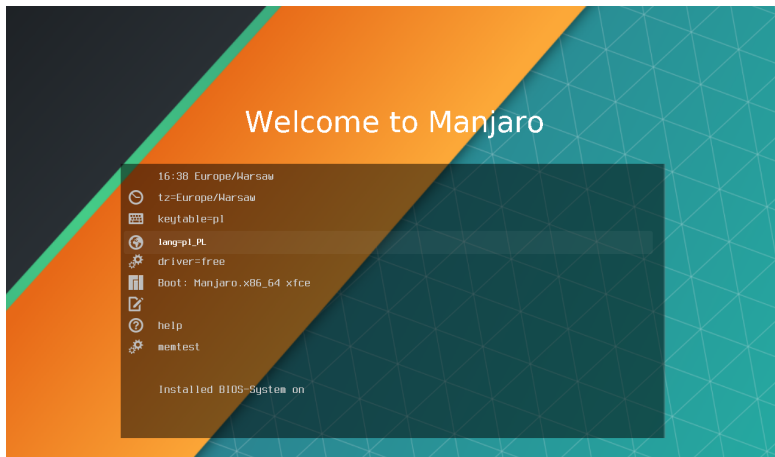 Welcome to Manjaro
16:38 Europe/Warsaw
tz=Europe/Warsaw
keytable=pl
lang=pl_PL
driver=free
Boot: Manjaro.x86_64 xfce
help
memtest
Installed BIOS-System on